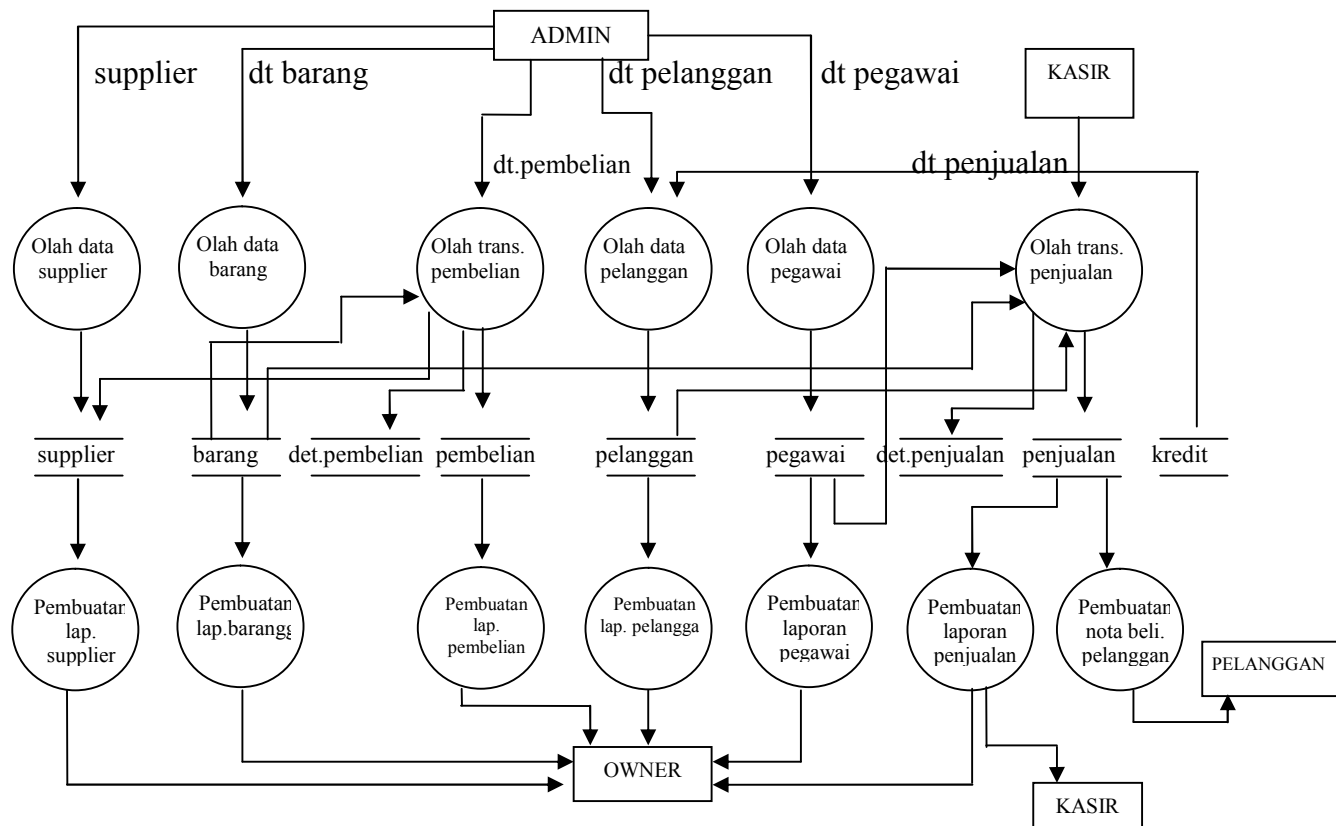 ADMIN
supplier
dt barang
dt pelanggan
dt pegawai
KASIR
dt.pembelian
dt penjualan
Olah data
supplier
Olah data
barang
Olah trans.
pembelian
Olah data
pelanggan
Olah data
pegawai
Olah trans.
penjualan
supplier
barang
det.pembelian
pembelian
pelanggan
pegawai
det.penjualan
penjualan
kredit
Pembuatan
lap.
supplier
Pembuatan
lap.barangg
Pembuatan
lap.
pembelian
Pembuatan
lap. pelangga
Pembuatan
laporan
pegawai
Pembuatan
laporan
penjualan
Pembuatan
nota beli.
pelanggan
PELANGGAN
OWNER
KASIR